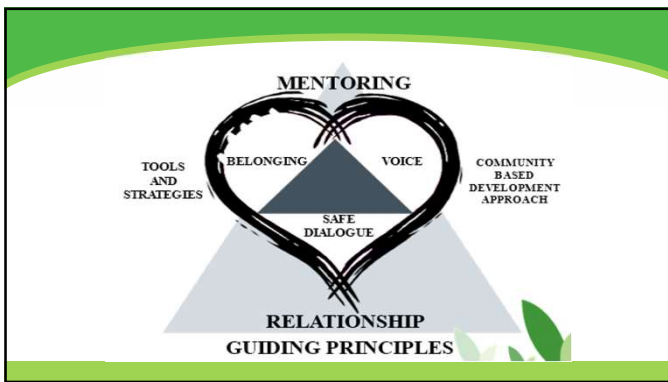 MENTORING
BELONGING
VOICE
TOOLS
AND
STRATEGIES
COMMUNITY
BASED
DEVELOPMENT
APPROACH
SAFE
DIALOGUE
RELATIONSHIP
GUIDING PRINCIPLES